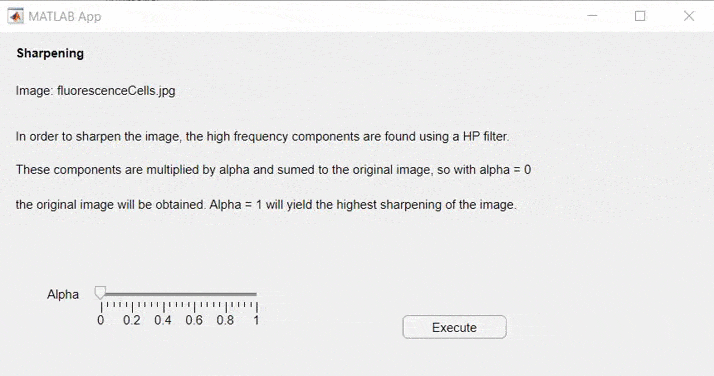 MATLAB App
Sharpening
Image: fluorescenceCells.jpg
In order to sharpen the image, the high frequency components are found using a HP filter.
These components are multiplied by alpha and sumed to the original image, so with alpha = 0
the original image will be obtained. Alpha = 1 will yield the highest sharpening of the image.
Alpha
0 0.2 0.4 0.6 0.8 1
Execute